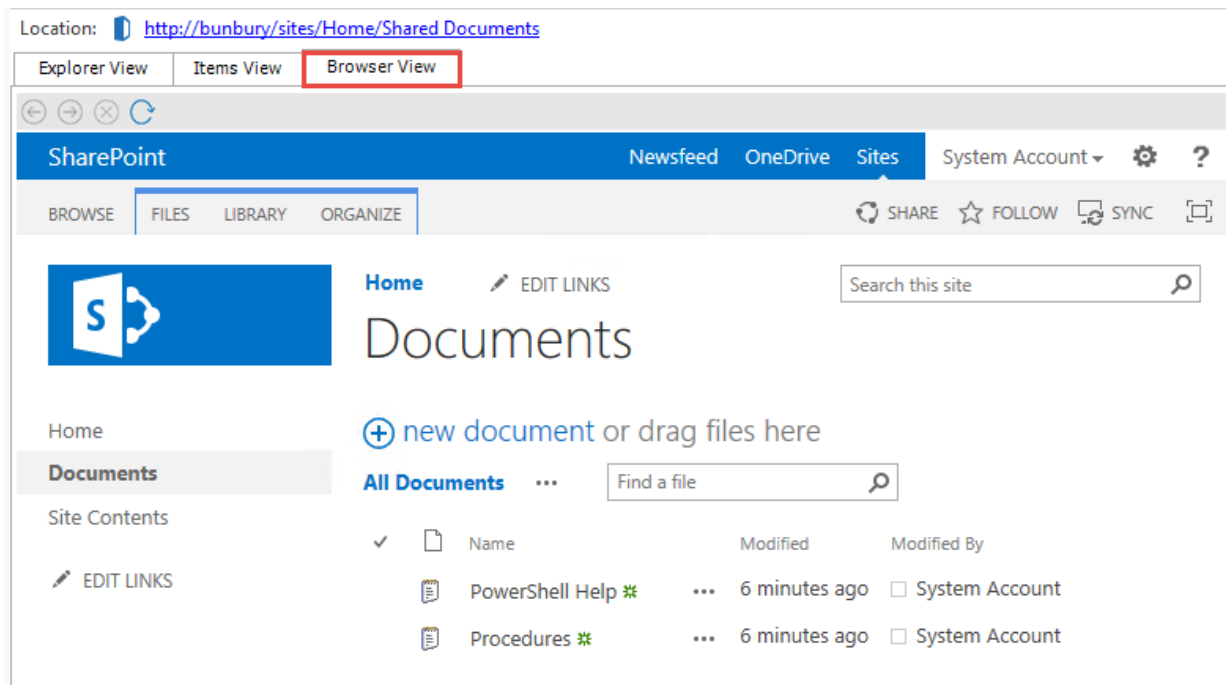 Location: http://bunbury/sites/Home/Shared Documents
Explorer View Items View Browser View
SharePoint Newsfeed OneDrive Sites System Account ?
BROWSE FILES LIBRARY ORGANIZE SHARE FOLLOW SYNC
S
Home EDIT LINKS Search this site
Documents
Home
Documents
Site Contents
EDIT LINKS
new document or drag files here
All Documents ... Find a file
Name Modified Modified By
PowerShell Help ... 6 minutes ago System Account
Procedures ... 6 minutes ago System Account